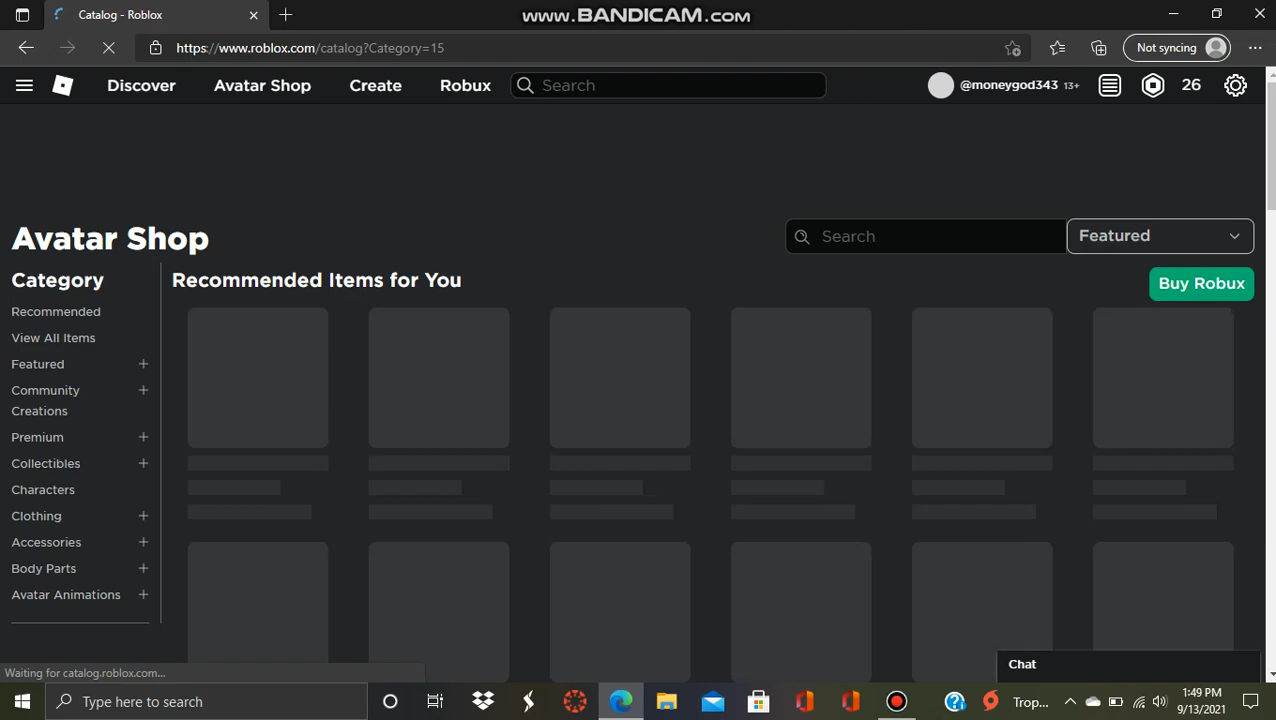 www.BANDICAM.com
Catalog - Roblox
https://www.roblox.com/catalog?Category=15
Not syncing
Discover
Avatar Shop
Create
Robux
Search
@moneygod343 13+
26
Avatar Shop
Search
Featured
Category
Recommended Items for You
Buy Robux
Recommended
View All Items
Featured
Community
Creations
Premium
Collectibles
Characters
Clothing
Accessories
Body Parts
Avatar Animations
Chat
Waiting for catalog.roblox.com...
Type here to search
Trop...
1:49 PM
9/13/2021